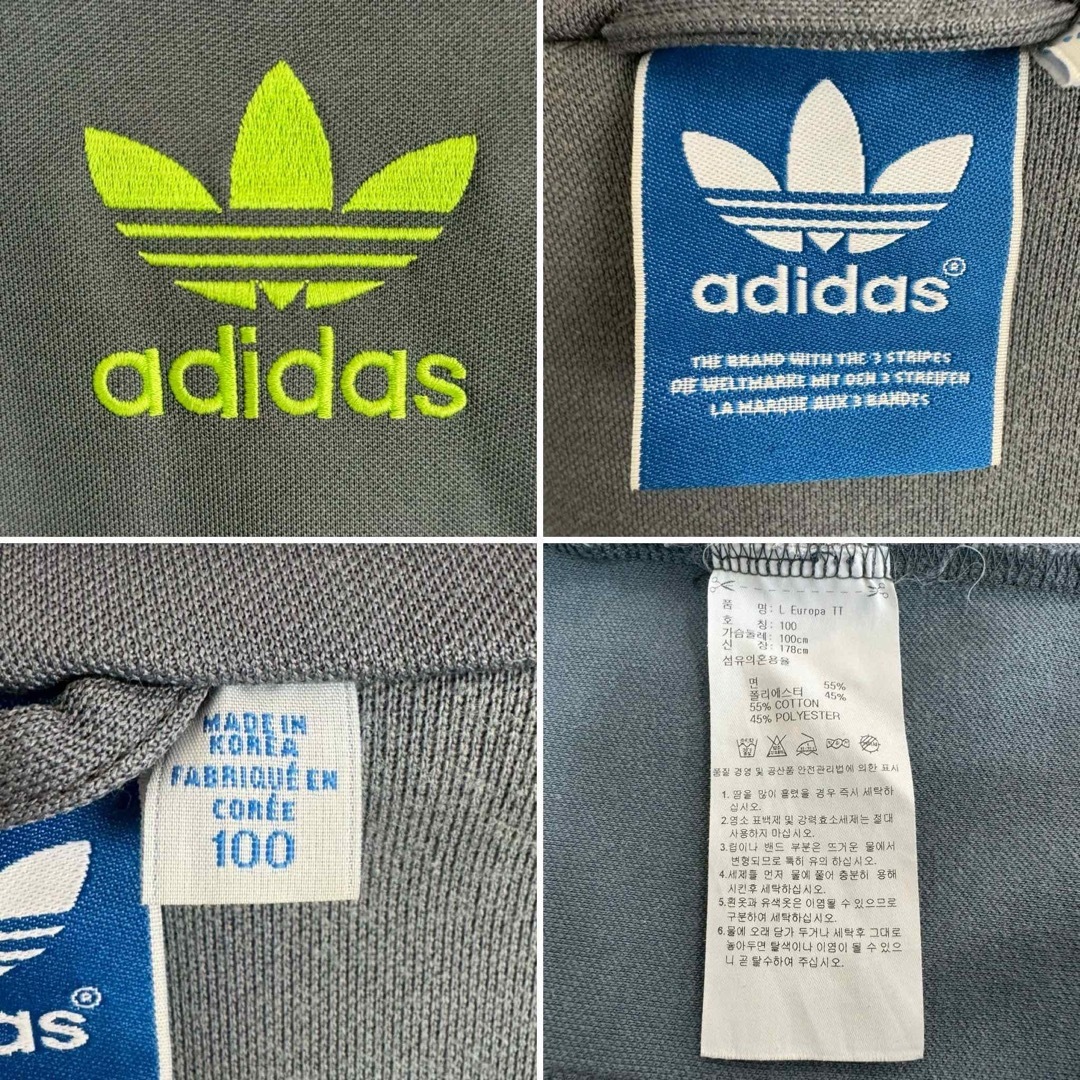 adidas
adidas®
THE BRAND WITH THE 3 STRIPES
DIE WELTMARKE MIT DEN 3 STREIFEN
LA MARQUE AUX 3 BANDES
MADE IN
KOREA
FABRIQUÉ EN
CORÉE
100
as®
품 명: L Europa TT
호 칭: 100
가슴둘레: 100cm
신 장: 178cm
섬유의혼용율
면 55%
폴리에스터 45%
55% COTTON
45% POLYESTER
품질 경영 및 공산품 안전관리법에 의한 표시
1. 땀을 많이 흘렸을 경우 즉시 세탁하
십시오.
2. 염소 표백제 및 강력효소세제는 절대
사용하지 마십시오.
3. 립이나 밴드 부분은 뜨거운 물에서
변형되므로 특히 유의 하십시오.
4. 세제를 먼저 물에 풀어 충분히 용해
시킨후 세탁하십시오.
5. 흰옷과 유색옷은 이염될 수 있으므로
구분하여 세탁하십시오.
6. 물에 오래 담가 두거나 세탁후 그대로
놓아두면 탈색이나 이염이 될 수 있으
니 곧 탈수하여 주십시오.